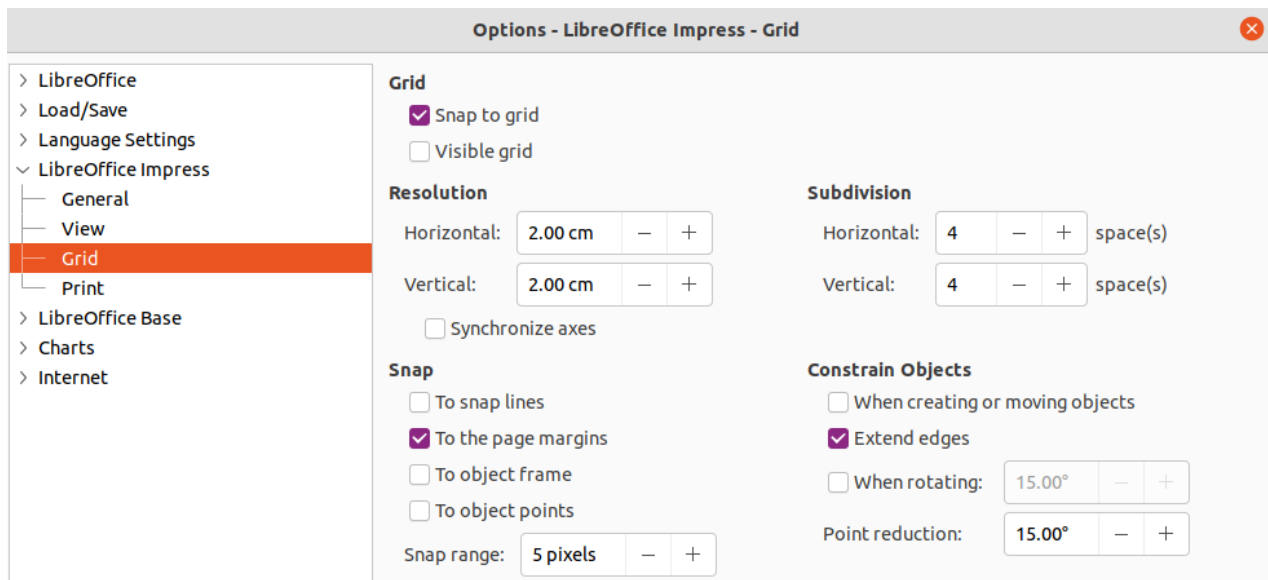 Options - LibreOffice Impress - Grid
LibreOffice
Load/Save
Language Settings
LibreOffice Impress
General
View
Grid
Print
LibreOffice Base
Charts
Internet
Grid
Snap to grid
Visible grid
Resolution
Horizontal: 2.00 cm
Vertical: 2.00 cm
Synchronize axes
Subdivision
Horizontal: 4 space(s)
Vertical: 4 space(s)
Snap
To snap lines
To the page margins
To object frame
To object points
Snap range: 5 pixels
Constrain Objects
When creating or moving objects
Extend edges
When rotating: 15.00°
Point reduction: 15.00°